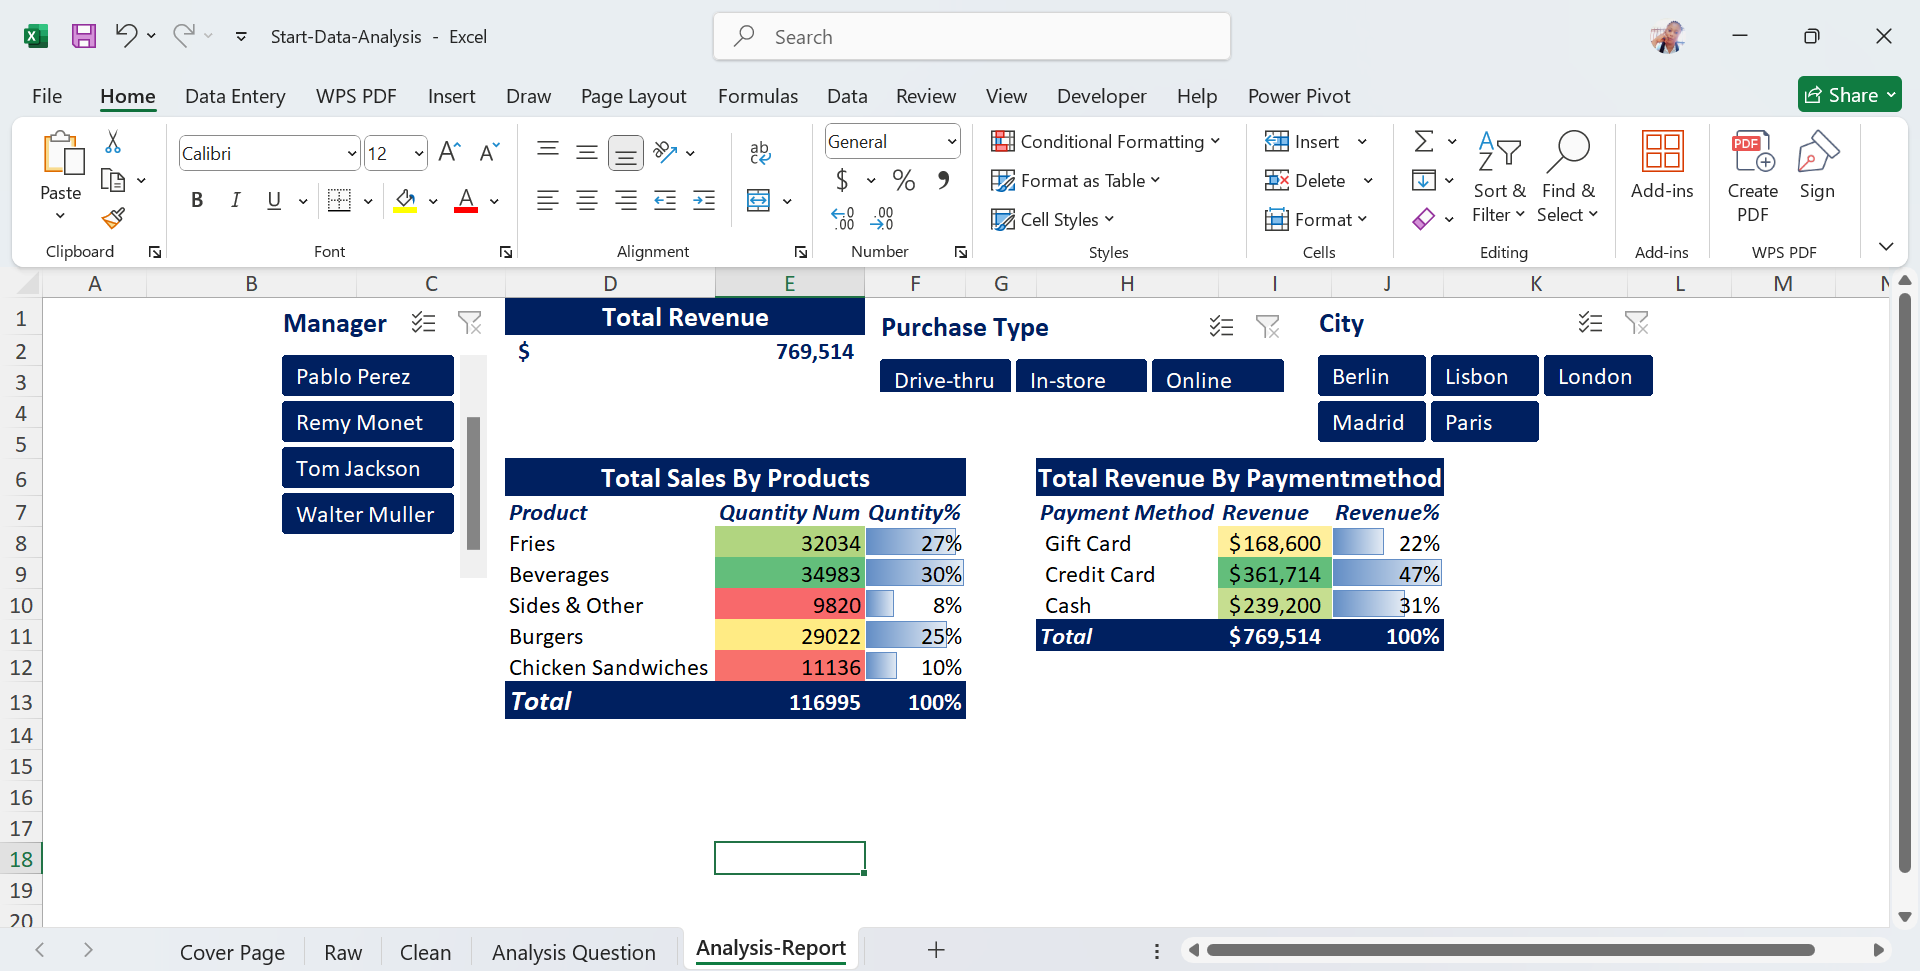 Start-Data-Analysis - Excel
Search
File Home Data Entery WPS PDF Insert Draw Page Layout Formulas Data Review View Developer Help Power Pivot Share
Paste
Clipboard
Calibri 12
B I U
Font
Alignment
General
Number
Conditional Formatting
Format as Table
Cell Styles
Styles
Insert
Delete
Format
Cells
Sort & Filter
Find & Select
Editing
Add-ins
Add-ins
Create PDF
Sign
WPS PDF
A B C D E F G H I J K L M N
1
2
3
4
5
6
7
8
9
10
11
12
13
14
15
16
17
18
19
20
Manager
Pablo Perez
Remy Monet
Tom Jackson
Walter Muller
Total Revenue
$ 769,514
Purchase Type
Drive-thru In-store Online
City
Berlin Lisbon London
Madrid Paris
Total Sales By Products
Product Quantity Num Quntity%
Fries 32034 27%
Beverages 34983 30%
Sides & Other 9820 8%
Burgers 29022 25%
Chicken Sandwiches 11136 10%
Total 116995 100%
Total Revenue By Paymentmethod
Payment Method Revenue Revenue%
Gift Card $168,600 22%
Credit Card $361,714 47%
Cash $239,200 31%
Total $769,514 100%
Cover Page Raw Clean Analysis Question Analysis-Report